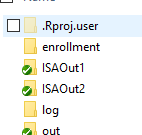 .Rproj.user
enrollment
ISAOut1
ISAOut2
log
out